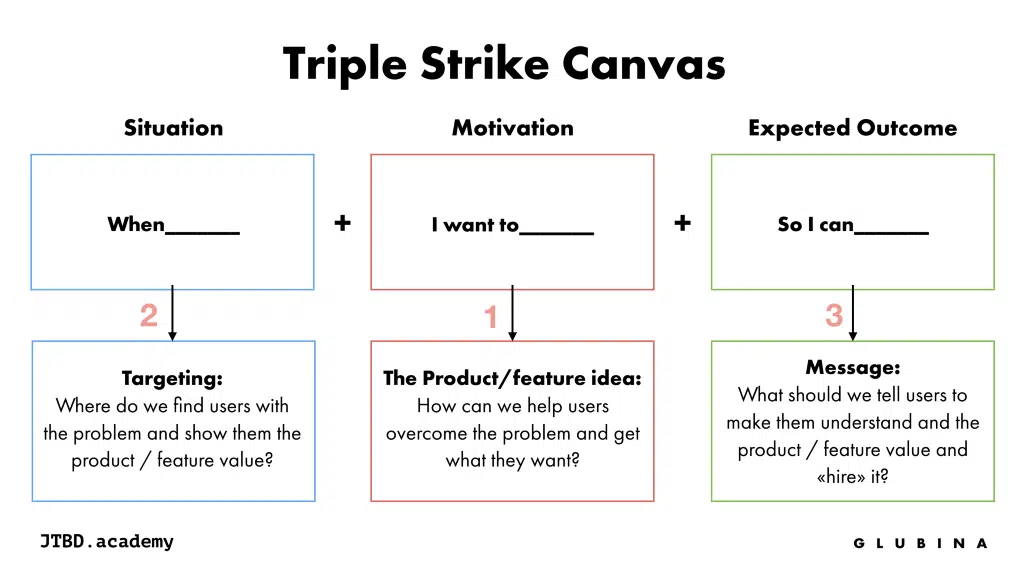 Triple Strike Canvas
Situation
Motivation
Expected Outcome
When_______
+
I want to_______
+
So I can_______
2
1
3
Targeting:
Where do we find users with
the problem and show them the
product / feature value?
The Product/feature idea:
How can we help users
overcome the problem and get
what they want?
Message:
What should we tell users to
make them understand and the
product / feature value and
«hire» it?
JTBD.academy
GLUBINA